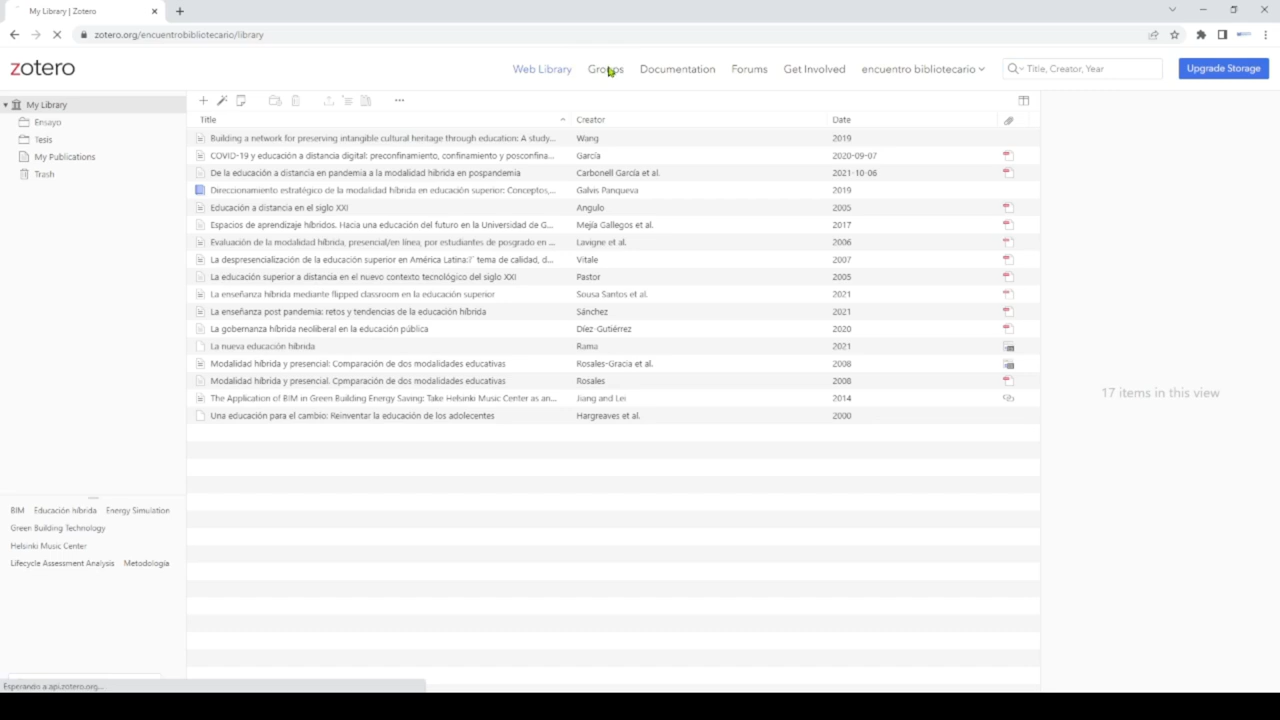 My Library | Zotero
zotero.org/encuentrobibliotecario/library
zotero
Web Library Groups Documentation Forums Get Involved encuentro bibliotecario Title, Creator, Year Upgrade Storage
My Library
Ensayo
Tesis
My Publications
Trash
Title Creator Date
Building a network for preserving intangible cultural heritage through education: A study... Wang 2019
COVID-19 y educación a distancia digital: preconfinamiento, confinamiento y posconfina... García 2020-09-07
De la educación a distancia en pandemia a la modalidad híbrida en pospandemia Carbonell García et al. 2021-10-06
Direccionamiento estratégico de la modalidad híbrida en educación superior: Conceptos,... Galvis Panqueva 2019
Educación a distancia en el siglo XXI Angulo 2005
Espacios de aprendizaje híbridos. Hacia una educación del futuro en la Universidad de G... Mejía Gallegos et al. 2017
Evaluación de la modalidad híbrida, presencial/en línea, por estudiantes de posgrado en ... Lavigne et al. 2006
La despresencialización de la educación superior en América Latina:?` tema de calidad, d... Vitale 2007
La educación superior a distancia en el nuevo contexto tecnológico del siglo XXI Pastor 2005
La enseñanza híbrida mediante flipped classroom en la educación superior Sousa Santos et al. 2021
La enseñanza post pandemia: retos y tendencias de la educación híbrida Sánchez 2021
La gobernanza híbrida neoliberal en la educación pública Díez-Gutiérrez 2020
La nueva educación híbrida Rama 2021
Modalidad híbrida y presencial: Comparación de dos modalidades educativas Rosales-Gracia et al. 2008
Modalidad híbrida y presencial. Cpmparación de dos modalidades educativas Rosales 2008
The Application of BIM in Green Building Energy Saving: Take Helsinki Music Center as an... Jiang and Lei 2014
Una educación para el cambio: Reinventar la educación de los adolecentes Hargreaves et al. 2000
17 items in this view
BIM Educación híbrida Energy Simulation
Green Building Technology
Helsinki Music Center
Lifecycle Assessment Analysis Metodología
Esperando a api.zotero.org...